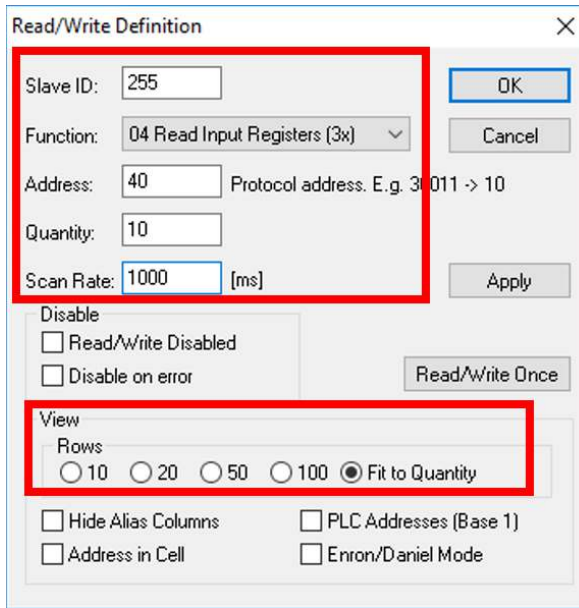 Read/Write Definition
Slave ID: 255
OK
Function: 04 Read Input Registers (3x)
Cancel
Address: 40 Protocol address. E.g. 30011 -> 10
Quantity: 10
Scan Rate: 1000 [ms]
Apply
Disable
Read/Write Disabled
Disable on error
Read/Write Once
View
Rows
10 20 50 100 Fit to Quantity
Hide Alias Columns PLC Addresses (Base 1)
Address in Cell Enron/Daniel Mode